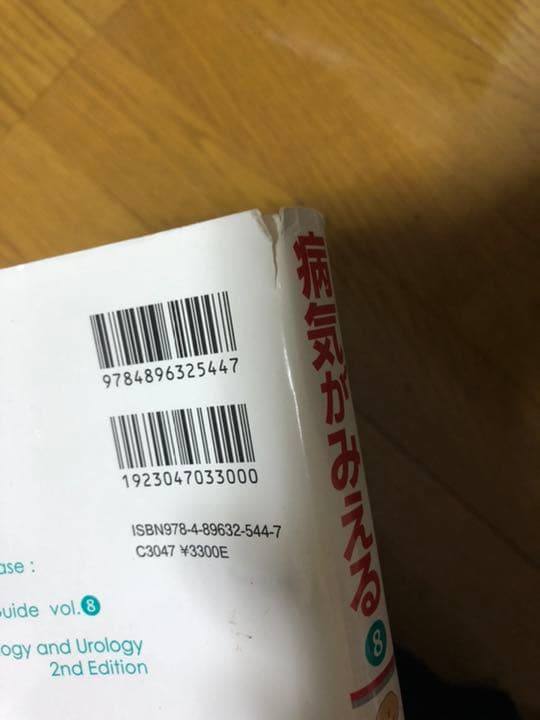 9784896325447
1923047033000
ISBN978-4-89632-544-7
C3047 ¥3300E
ase :
uide vol.8
ogy and Urology
2nd Edition
病気がみえる 8